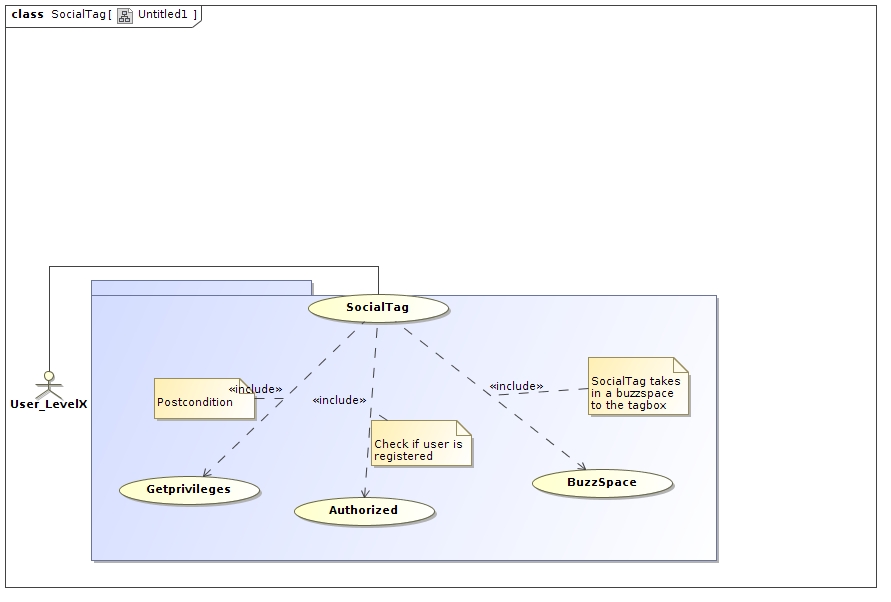 class SocialTag[ Untitled1 ]
SocialTag
«include»
Postcondition
«include»
«include»
SocialTag takes
in a buzzspace
to the tagbox
User_LevelX
Check if user is
registered
Getprivileges
Authorized
BuzzSpace